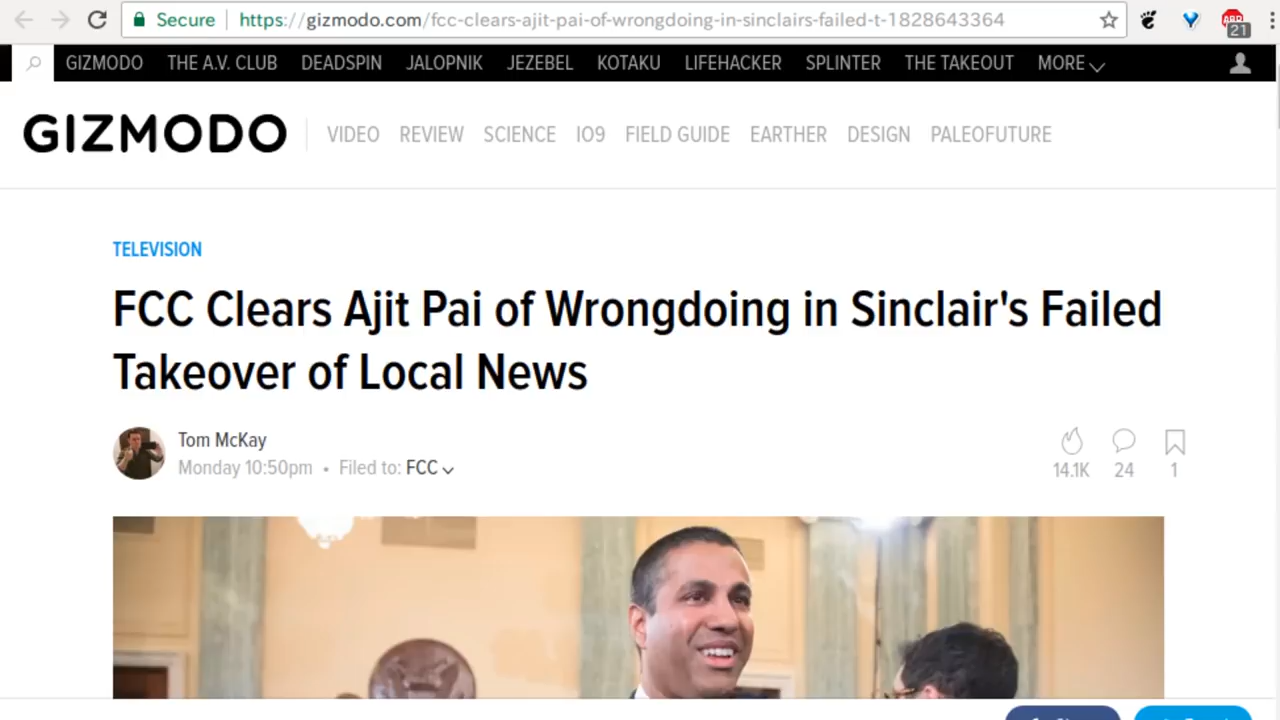 Secure https://gizmodo.com/fcc-clears-ajit-pai-of-wrongdoing-in-sinclairs-failed-t-1828643364
21
GIZMODO THE A.V. CLUB DEADSPIN JALOPNIK JEZEBEL KOTAKU LIFEHACKER SPLINTER THE TAKEOUT MORE
GIZMODO VIDEO REVIEW SCIENCE IO9 FIELD GUIDE EARTHER DESIGN PALEOFUTURE
TELEVISION
FCC Clears Ajit Pai of Wrongdoing in Sinclair's Failed
Takeover of Local News
Tom McKay
Monday 10:50pm • Filed to: FCC
14.1K 24 1